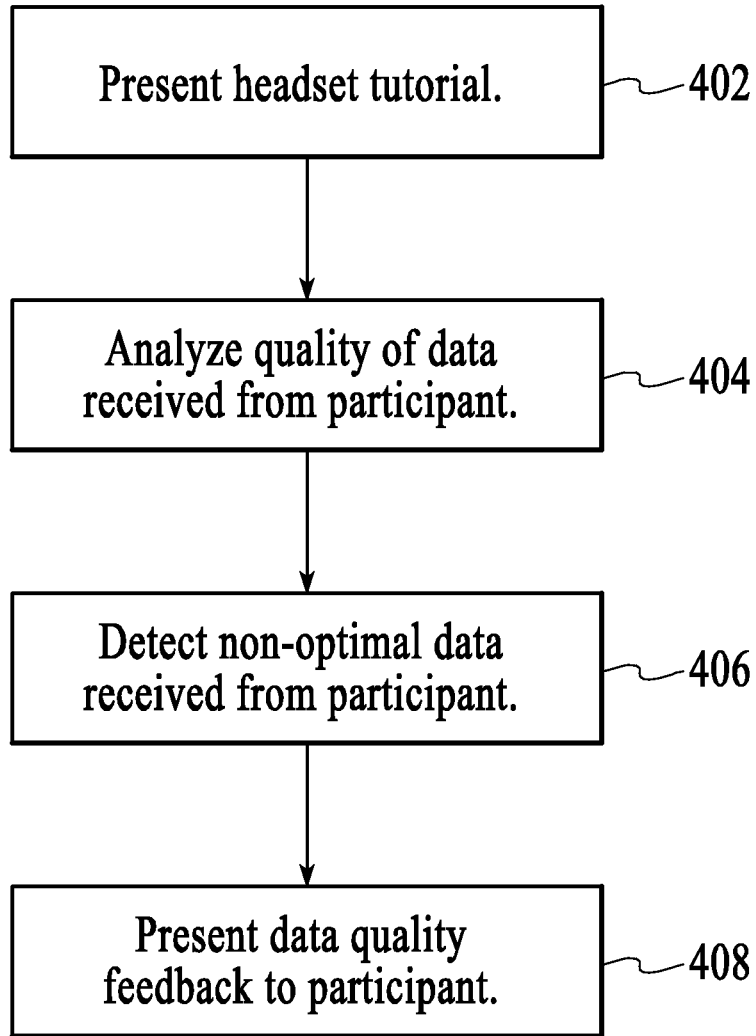 Present headset tutorial.
402
Analyze quality of data
received from participant.
404
Detect non-optimal data
received from participant.
406
Present data quality
feedback to participant.
408